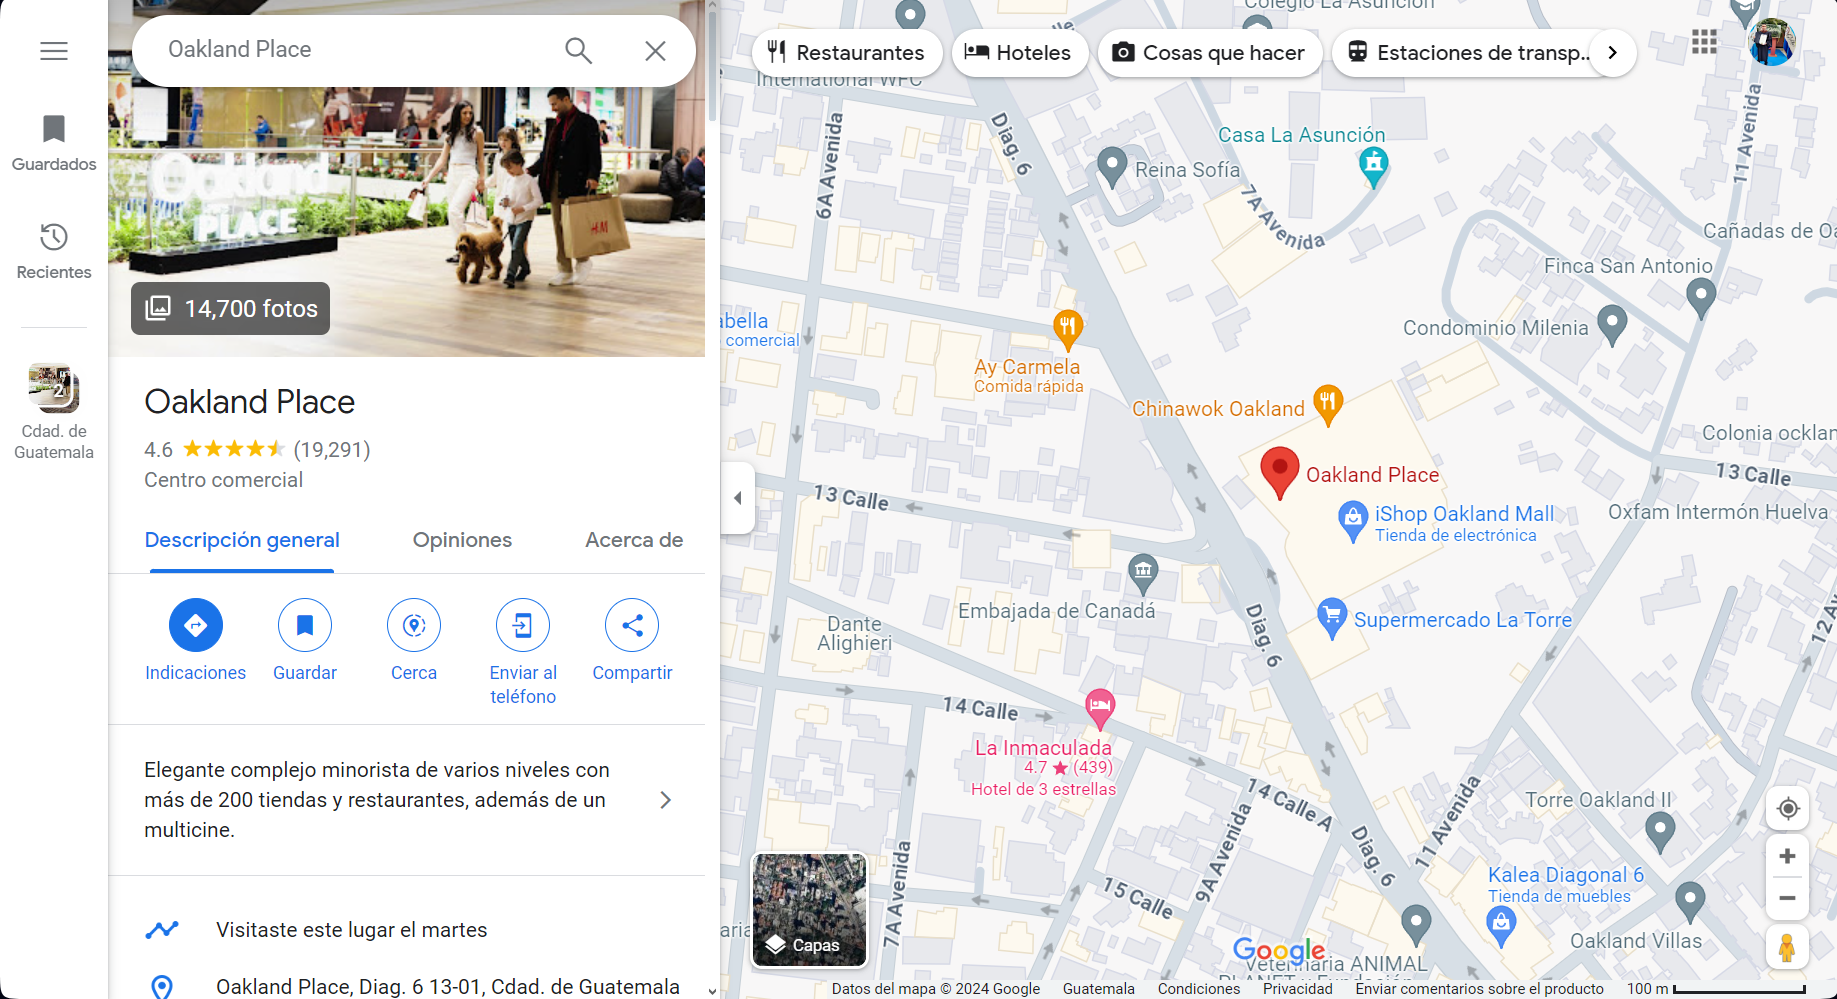 Oakland Place
Guardados
Recientes
2
Cdad. de
Guatemala
Oakland
PLACE
H&M
14,700 fotos
Oakland Place
4.6 (19,291)
Centro comercial
Descripción general
Opiniones
Acerca de
Indicaciones
Guardar
Cerca
Enviar al
teléfono
Compartir
Elegante complejo minorista de varios niveles con
más de 200 tiendas y restaurantes, además de un
multicine.
Visitaste este lugar el martes
Oakland Place, Diag. 6 13-01, Cdad. de Guatemala
Colegio La Asunción
Restaurantes
Hoteles
Cosas que hacer
Estaciones de transp..
International WFC
Diag. 6
6A Avenida
Casa La Asunción
Reina Sofía
7A Avenida
11 Avenida
Cañadas de Oa
Finca San Antonio
Condominio Milenia
abella
comercial
Ay Carmela
Comida rápida
Chinawok Oakland
Oakland Place
Colonia ocklan
13 Calle
13 Calle
iShop Oakland Mall
Tienda de electrónica
Oxfam Intermón Huelva
Embajada de Canadá
Dante
Alighieri
Diag. 6
Supermercado La Torre
12 Av
14 Calle
La Inmaculada
4.7 ★ (439)
Hotel de 3 estrellas
14 Calle A
Torre Oakland II
11 Avenida
Diag. 6
9A Avenida
7A Avenida
15 Calle
Kalea Diagonal 6
Tienda de muebles
Oakland Villas
aria
Capas
Google
Veterinaria ANIMAL
PLANET y Fundación
Datos del mapa © 2024 Google
Guatemala
Condiciones
Privacidad
Enviar comentarios sobre el producto
100 m